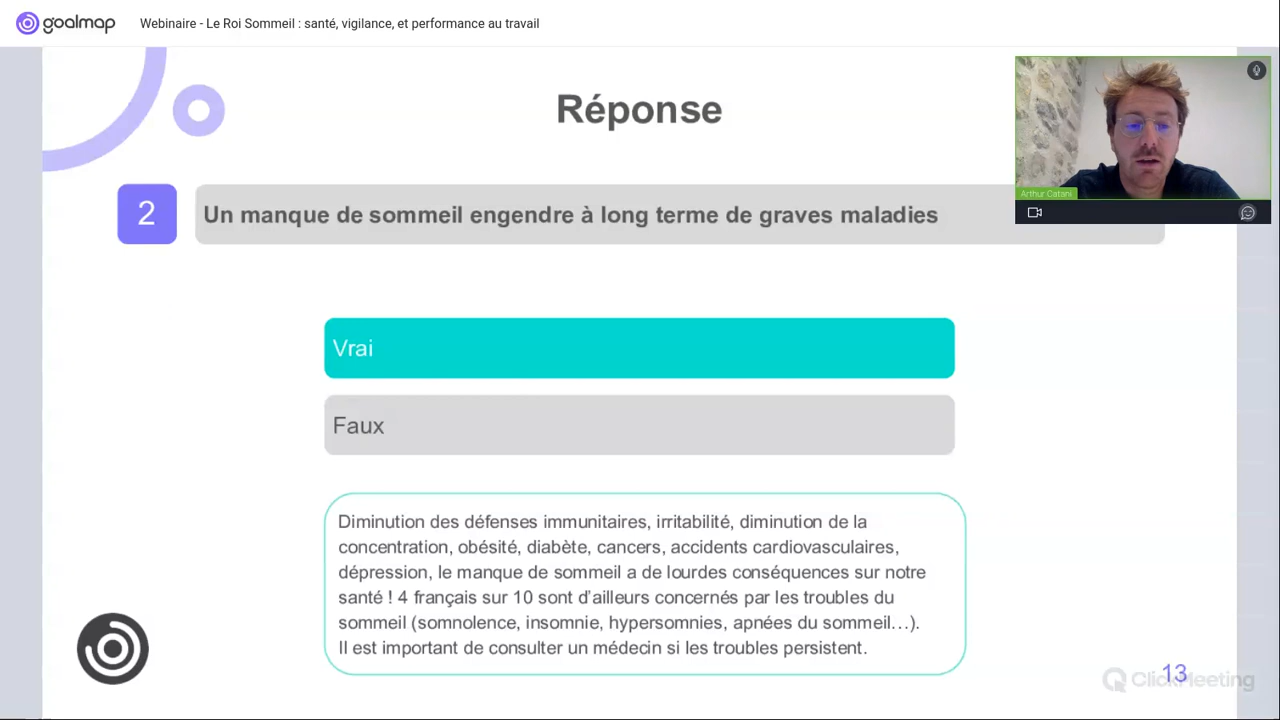 goalmap
Webinaire - Le Roi Sommeil : santé, vigilance, et performance au travail
Réponse
Arthur Catani
2
Un manque de sommeil engendre à long terme de graves maladies
Vrai
Faux
Diminution des défenses immunitaires, irritabilité, diminution de la
concentration, obésité, diabète, cancers, accidents cardiovasculaires,
dépression, le manque de sommeil a de lourdes conséquences sur notre
santé ! 4 français sur 10 sont d'ailleurs concernés par les troubles du
sommeil (somnolence, insomnie, hypersomnies, apnées du sommeil…).
Il est important de consulter un médecin si les troubles persistent.
13
ClickMeeting